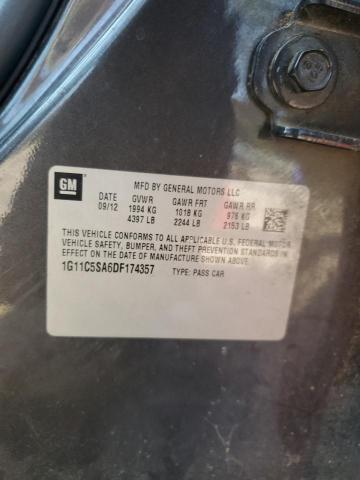 GM
MFD BY GENERAL MOTORS LLC
DATE GVWR GAWR FRT GAWR RR
09/12 1994 KG 1018 KG 976 KG
4397 LB 2244 LB 2153 LB
THIS VEHICLE CONFORMS TO ALL APPLICABLE U.S. FEDERAL MOTOR
VEHICLE SAFETY, BUMPER, AND THEFT PREVENTION STANDARDS IN
EFFECT ON THE DATE OF MANUFACTURE SHOWN ABOVE.
1G11C5SA6DF174357 TYPE: PASS CAR